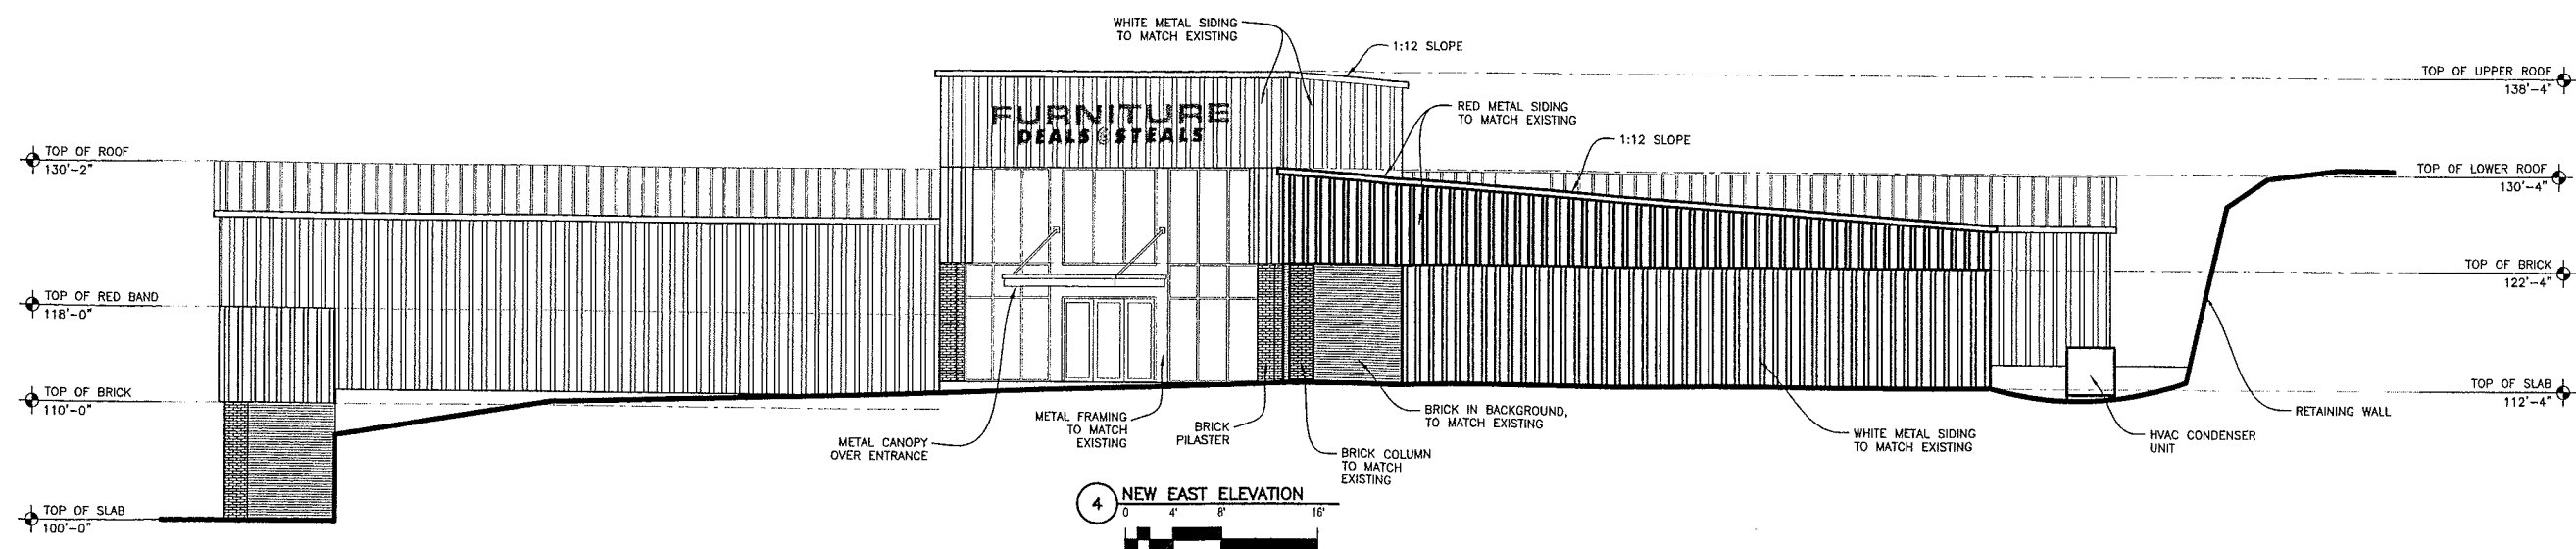 WHITE METAL SIDING
TO MATCH EXISTING
1:12 SLOPE
TOP OF UPPER ROOF
138'-4"
FURNITURE
DEALS & STEALS
RED METAL SIDING
TO MATCH EXISTING
1:12 SLOPE
TOP OF ROOF
130'-2"
TOP OF LOWER ROOF
130'-4"
TOP OF BRICK
122'-4"
TOP OF RED BAND
118'-0"
TOP OF BRICK
110'-0"
TOP OF SLAB
112'-4"
METAL CANOPY
OVER ENTRANCE
METAL FRAMING
TO MATCH
EXISTING
BRICK
PILASTER
BRICK COLUMN
TO MATCH
EXISTING
BRICK IN BACKGROUND,
TO MATCH EXISTING
WHITE METAL SIDING
TO MATCH EXISTING
HVAC CONDENSER
UNIT
RETAINING WALL
TOP OF SLAB
100'-0"
4 NEW EAST ELEVATION
0 4' 8' 16'